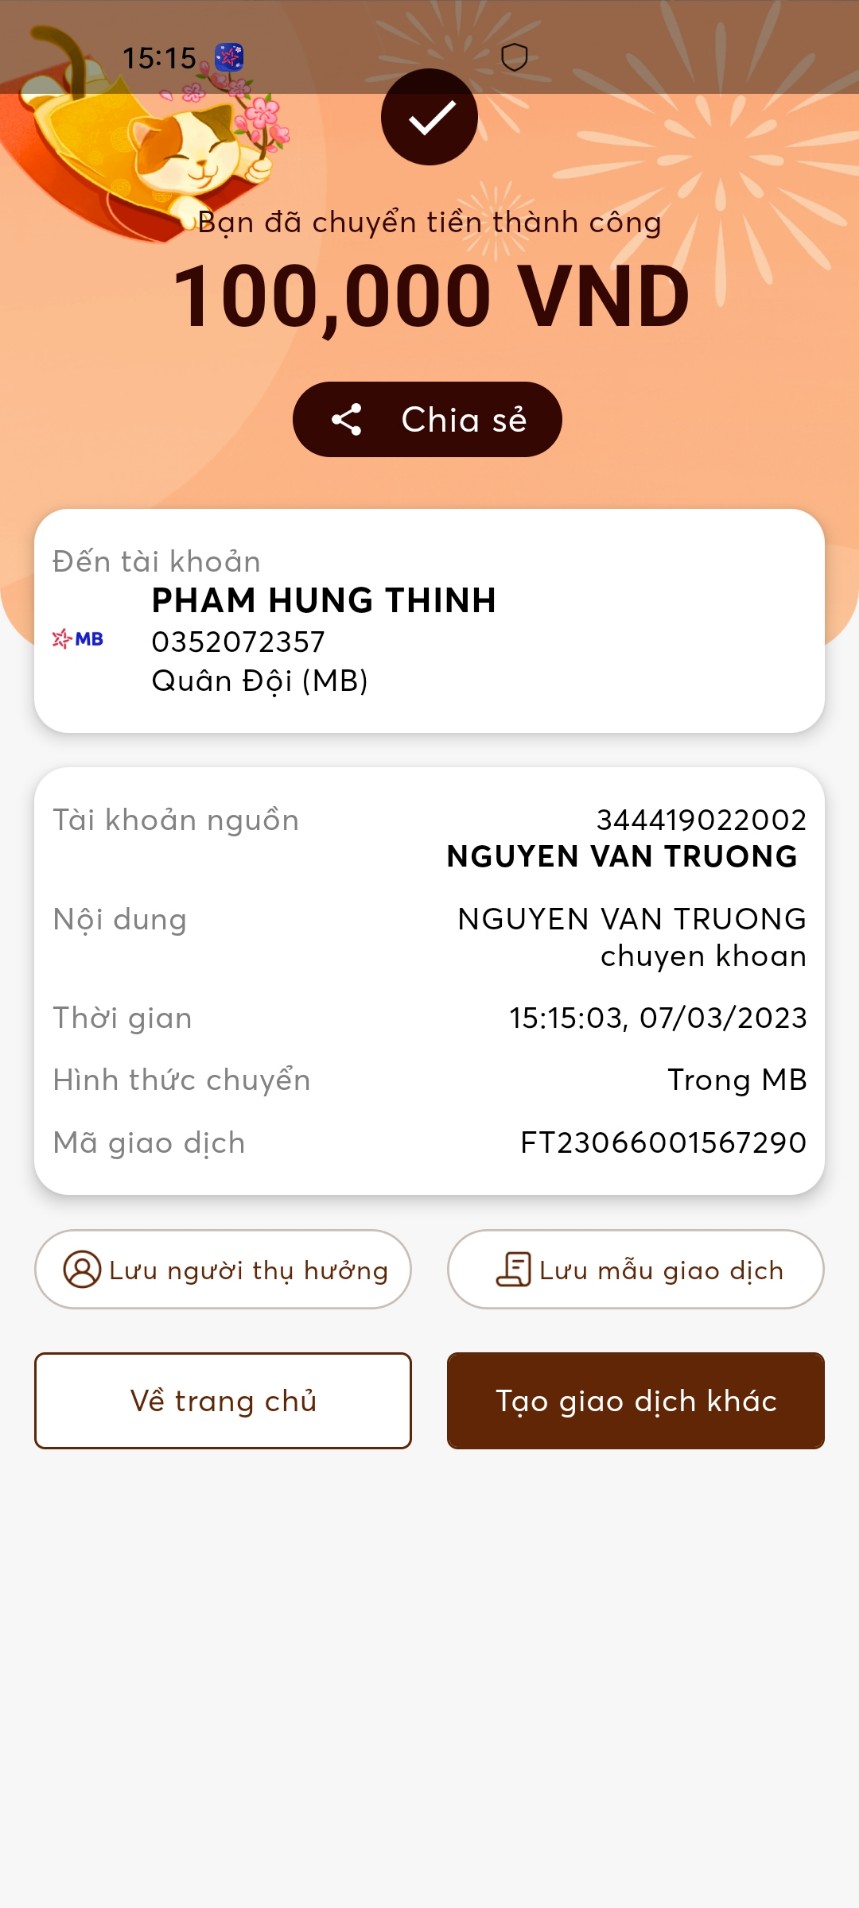 15:15
Bạn đã chuyển tiền thành công
100,000 VND
Chia sẻ
Đến tài khoản
PHAM HUNG THINH
MB
0352072357
Quân Đội (MB)
Tài khoản nguồn 344419022002
NGUYEN VAN TRUONG
Nội dung NGUYEN VAN TRUONG
chuyen khoan
Thời gian 15:15:03, 07/03/2023
Hình thức chuyển Trong MB
Mã giao dịch FT23066001567290
Lưu người thụ hưởng Lưu mẫu giao dịch
Về trang chủ Tạo giao dịch khác